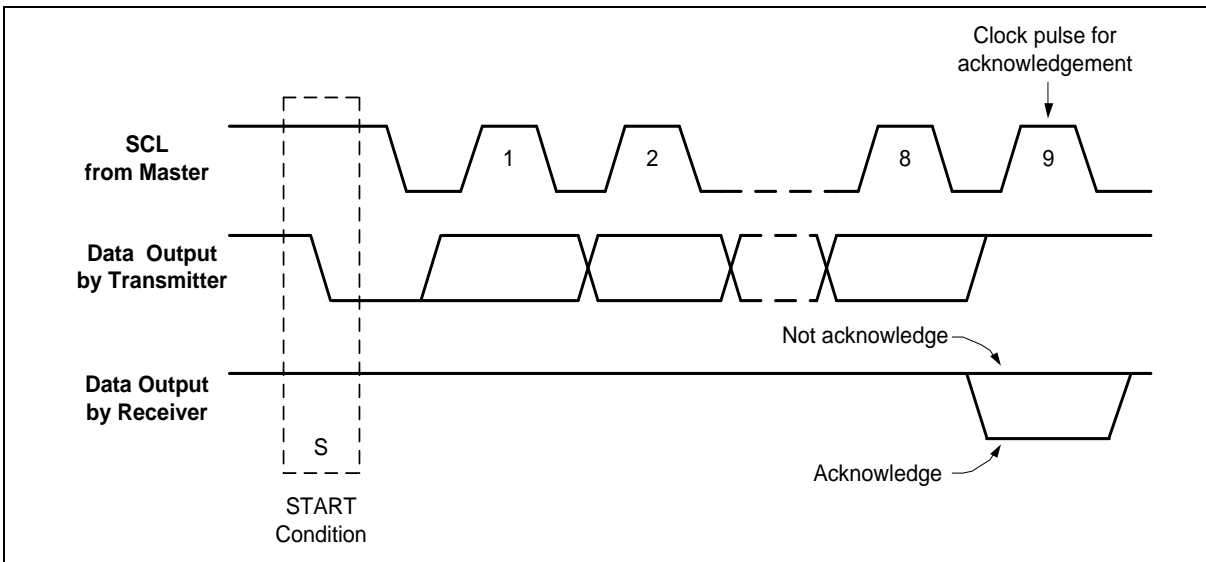 Clock pulse for
acknowledgement
SCL
from Master
1
2
8
9
Data Output
by Transmitter
Not acknowledge
Data Output
by Receiver
S
Acknowledge
START
Condition